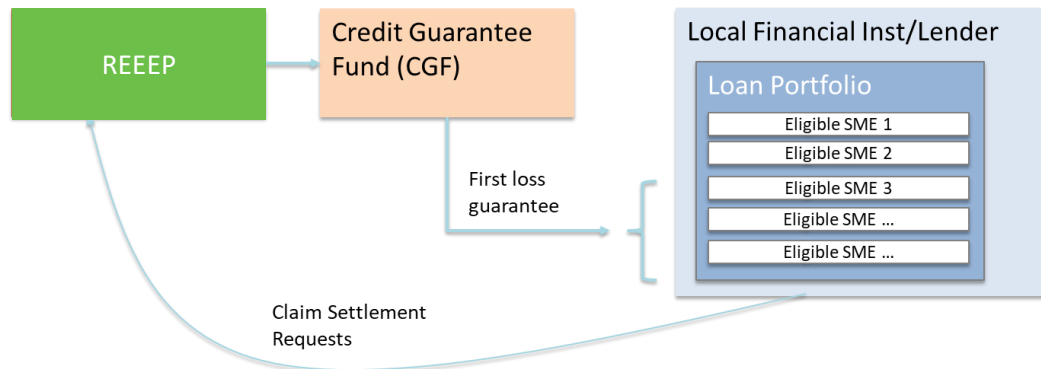 REEEP
Credit Guarantee
Fund (CGF)
Local Financial Inst/Lender
Loan Portfolio
Eligible SME 1
Eligible SME 2
Eligible SME 3
Eligible SME ...
Eligible SME ...
First loss
guarantee
Claim Settlement
Requests